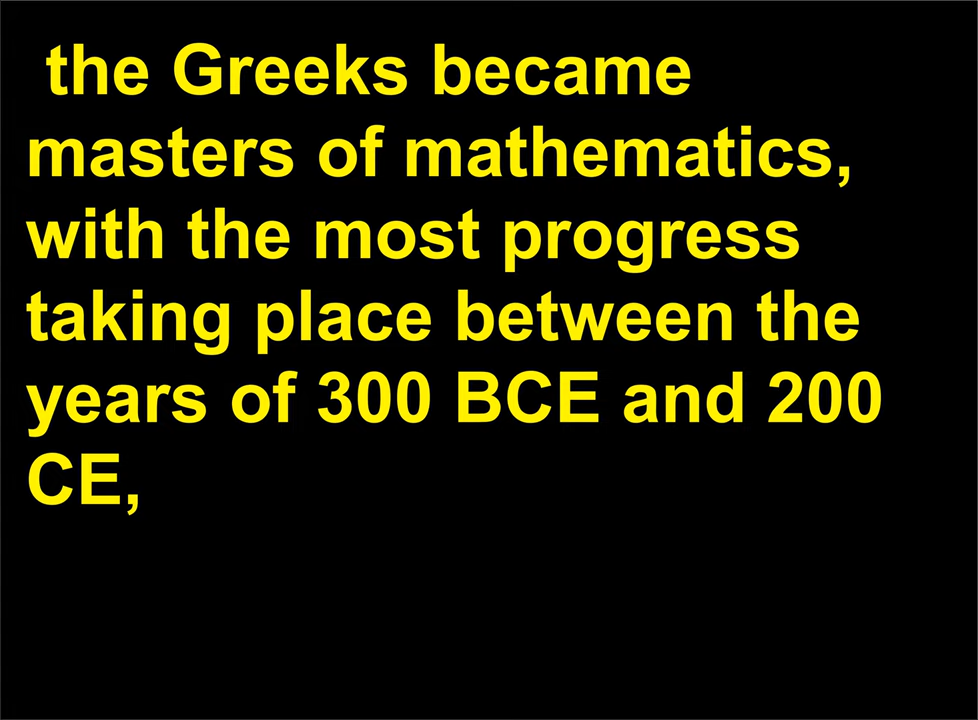 the Greeks became
masters of mathematics,
with the most progress
taking place between the
years of 300 BCE and 200
CE,